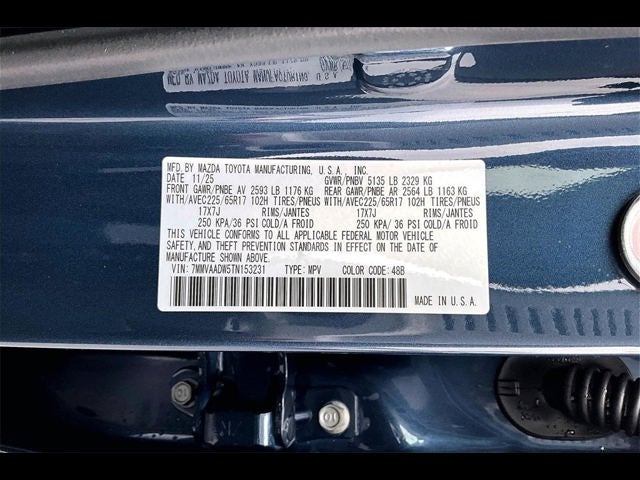 MFD. BY MAZDA TOYOTA MANUFACTURING, U.S.A., INC.
DATE 11/25 GVWR/PNBV 5135 LB 2329 KG
FRONT GAWR/PNBE AV 2593 LB 1176 KG REAR GAWR/PNBE AR 2564 LB 1163 KG
WITH/AVEC225/65R17 102H TIRES/PNEUS WITH/AVEC225/65R17 102H TIRES/PNEUS
17X7J RIMS/JANTES 17X7J RIMS/JANTES
250 KPA/ 36 PSI COLD/A FROID 250 KPA/ 36 PSI COLD/A FROID
THIS VEHICLE CONFORMS TO ALL APPLICABLE FEDERAL MOTOR VEHICLE
SAFETY, AND THEFT PREVENTION STANDARDS IN EFFECT ON THE DATE OF
MANUFACTURE SHOWN ABOVE.
VIN: 7MMVAADW5TN153231 TYPE: MPV COLOR CODE: 48B
MADE IN U.S.A.